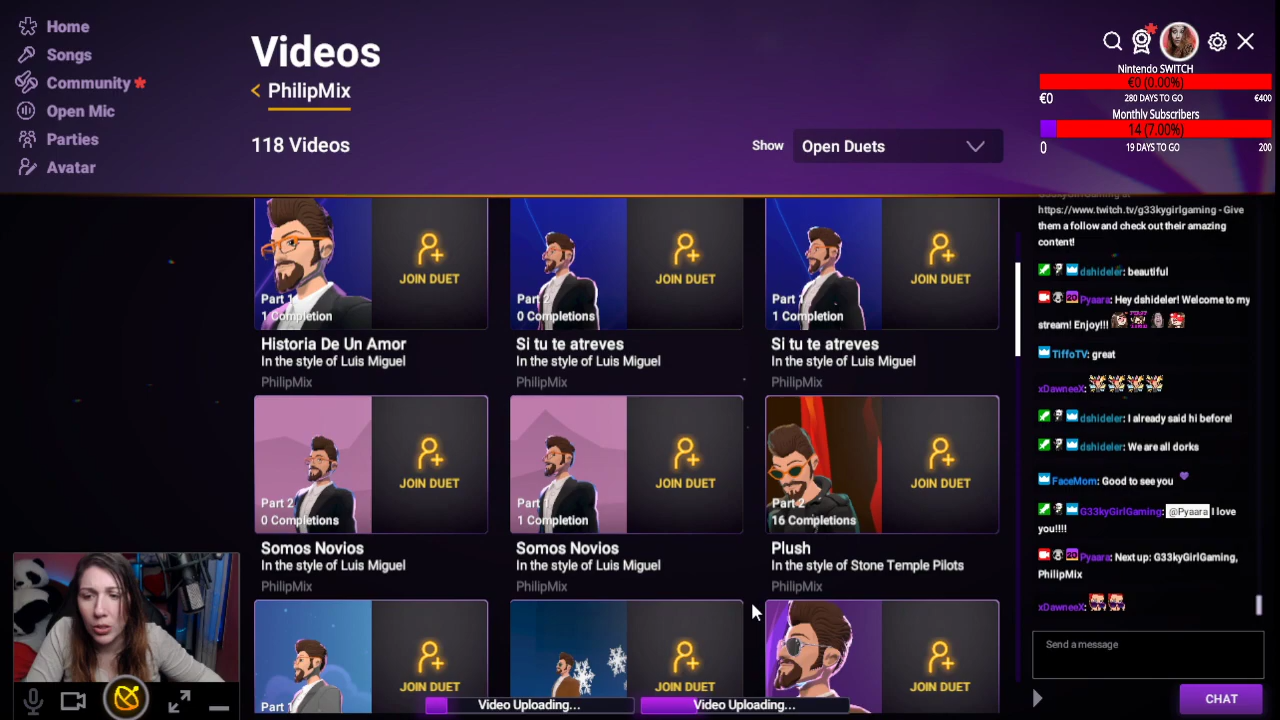 Home
Songs
Community
Open Mic
Parties
Avatar
Videos
PhilipMix
118 Videos
Show
Open Duets
Nintendo SWITCH
€0 (0.00%)
€0
280 DAYS TO GO
€400
Monthly Subscribers
14 (7.00%)
0
19 DAYS TO GO
200
Part 1
1 Completion
JOIN DUET
Historia De Un Amor
In the style of Luis Miguel
PhilipMix
Part 2
0 Completions
JOIN DUET
Si tu te atreves
In the style of Luis Miguel
PhilipMix
Part 1
1 Completion
JOIN DUET
Si tu te atreves
In the style of Luis Miguel
PhilipMix
Part 2
0 Completions
JOIN DUET
Somos Novios
In the style of Luis Miguel
PhilipMix
Part 1
1 Completion
JOIN DUET
Somos Novios
In the style of Luis Miguel
PhilipMix
Part 2
16 Completions
JOIN DUET
Plush
In the style of Stone Temple Pilots
PhilipMix
Part 1
JOIN DUET
JOIN DUET
JOIN DUET
Video Uploading...
Video Uploading...
https://www.twitch.tv/g33kygirlgaming - Give
them a follow and check out their amazing
content!
dshideler: beautiful
20 Pyaara: Hey dshideler! Welcome to my
stream! Enjoy!!!
TiffoTV: great
xDawneeX:
dshideler: I already said hi before!
dshideler: We are all dorks
FaceMom: Good to see you
G33kyGirlGaming: @Pyaara I love
you!!!!
20 Pyaara: Next up: G33kyGirlGaming,
PhilipMix
xDawneeX:
Send a message
CHAT